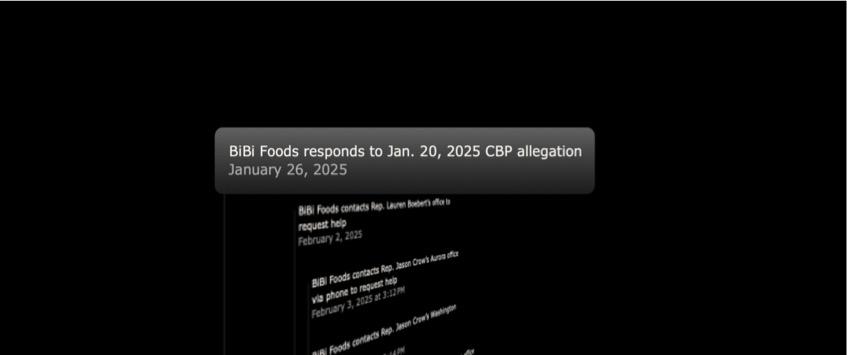 BiBi Foods responds to Jan. 20, 2025 CBP allegation
January 26, 2025
BiBi Foods contacts Rep. Lauren Boebert's office to
request help
February 2, 2025
BiBi Foods contacts Rep. Jason Crow's Aurora office
via phone to request help
February 3, 2025 at 3:12PM
BiBi Foods contacts Rep. Jason Crow's Washington
office